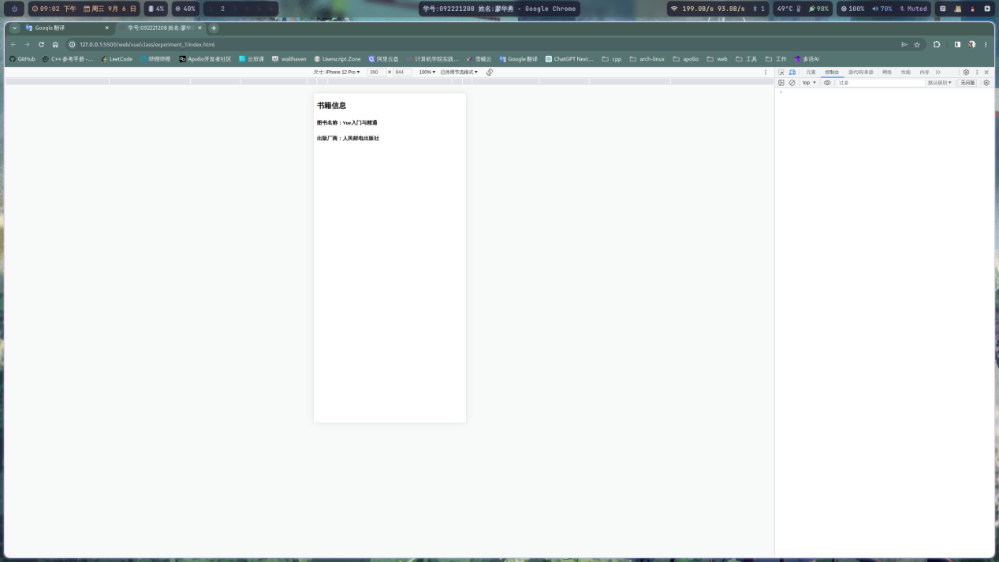 09:02 下午 周三 9月 6 日 4% 40% 2 学号:092221208 姓名:廖华勇 - Google Chrome 199.0B/s 93.0B/s 1 49°C 98% 100% 70% Muted
Google 翻译 学号:092221208 姓名:廖华
127.0.0.1:5500/web/vue/class/experiment_1/index.html
GitHub C++ 参考手册 -… LeetCode 哔哩哔哩 Apollo开发者社区 云班课 wallhaven Userscript.Zone 阿里云盘 计算机学院实践… 雪橇云 Google 翻译 ChatGPT Next… cpp arch-linux apollo web 工具 工作 多语AI
尺寸: iPhone 12 Pro 390 × 844 100% 已停用节流模式 元素 控制台 源代码/来源 网络 性能 内存
top 过滤 默认级别 无问题
书籍信息
图书名称：Vue入门与精通
出版厂商：人民邮电出版社